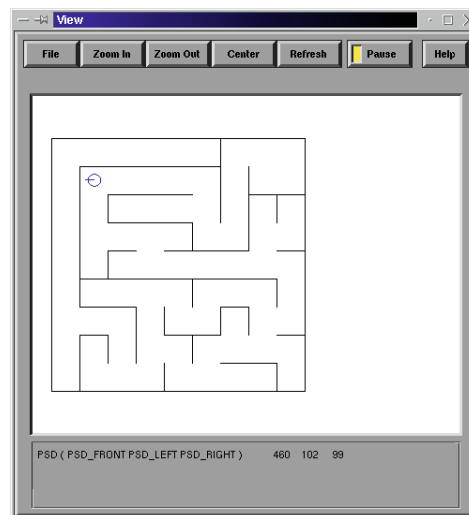 View
File Zoom In Zoom Out Center Refresh Pause Help
PSD ( PSD_FRONT PSD_LEFT PSD_RIGHT ) 460 102 99